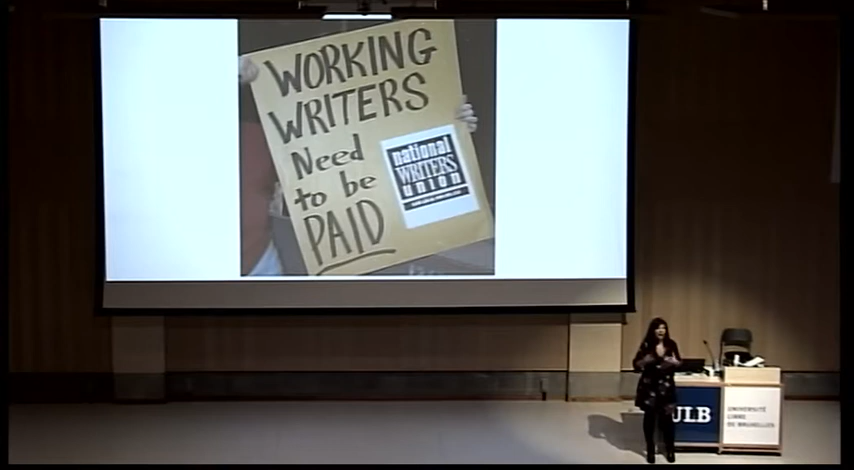 WORKING
WRITERS
Need
to be
PAID
national
WRITERS
union
ULB
UNIVERSITÉ
LIBRE
DE BRUXELLES